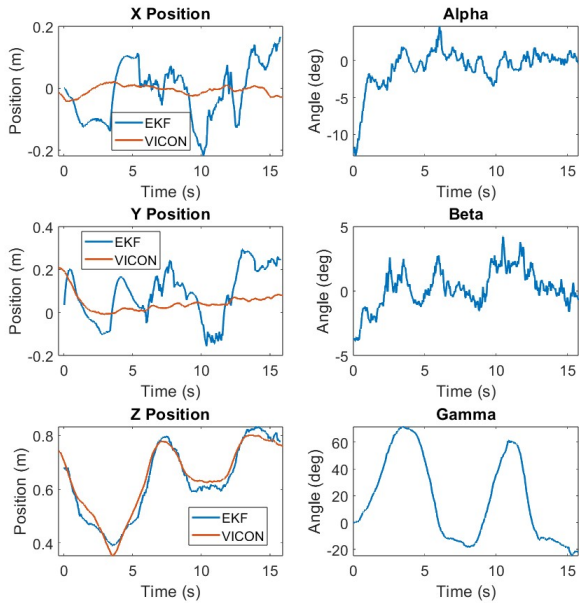 X Position
Position (m)
0.2
0
-0.2
EKF
VICON
0 5 10 15
Time (s)
Alpha
Angle (deg)
0
-5
-10
0 5 10 15
Time (s)
Y Position
Position (m)
0.4
0.2
0
-0.2
EKF
VICON
0 5 10 15
Time (s)
Beta
Angle (deg)
5
0
-5
0 5 10 15
Time (s)
Z Position
Position (m)
0.8
0.6
0.4
EKF
VICON
0 5 10 15
Time (s)
Gamma
Angle (deg)
60
40
20
0
-20
0 5 10 15
Time (s)